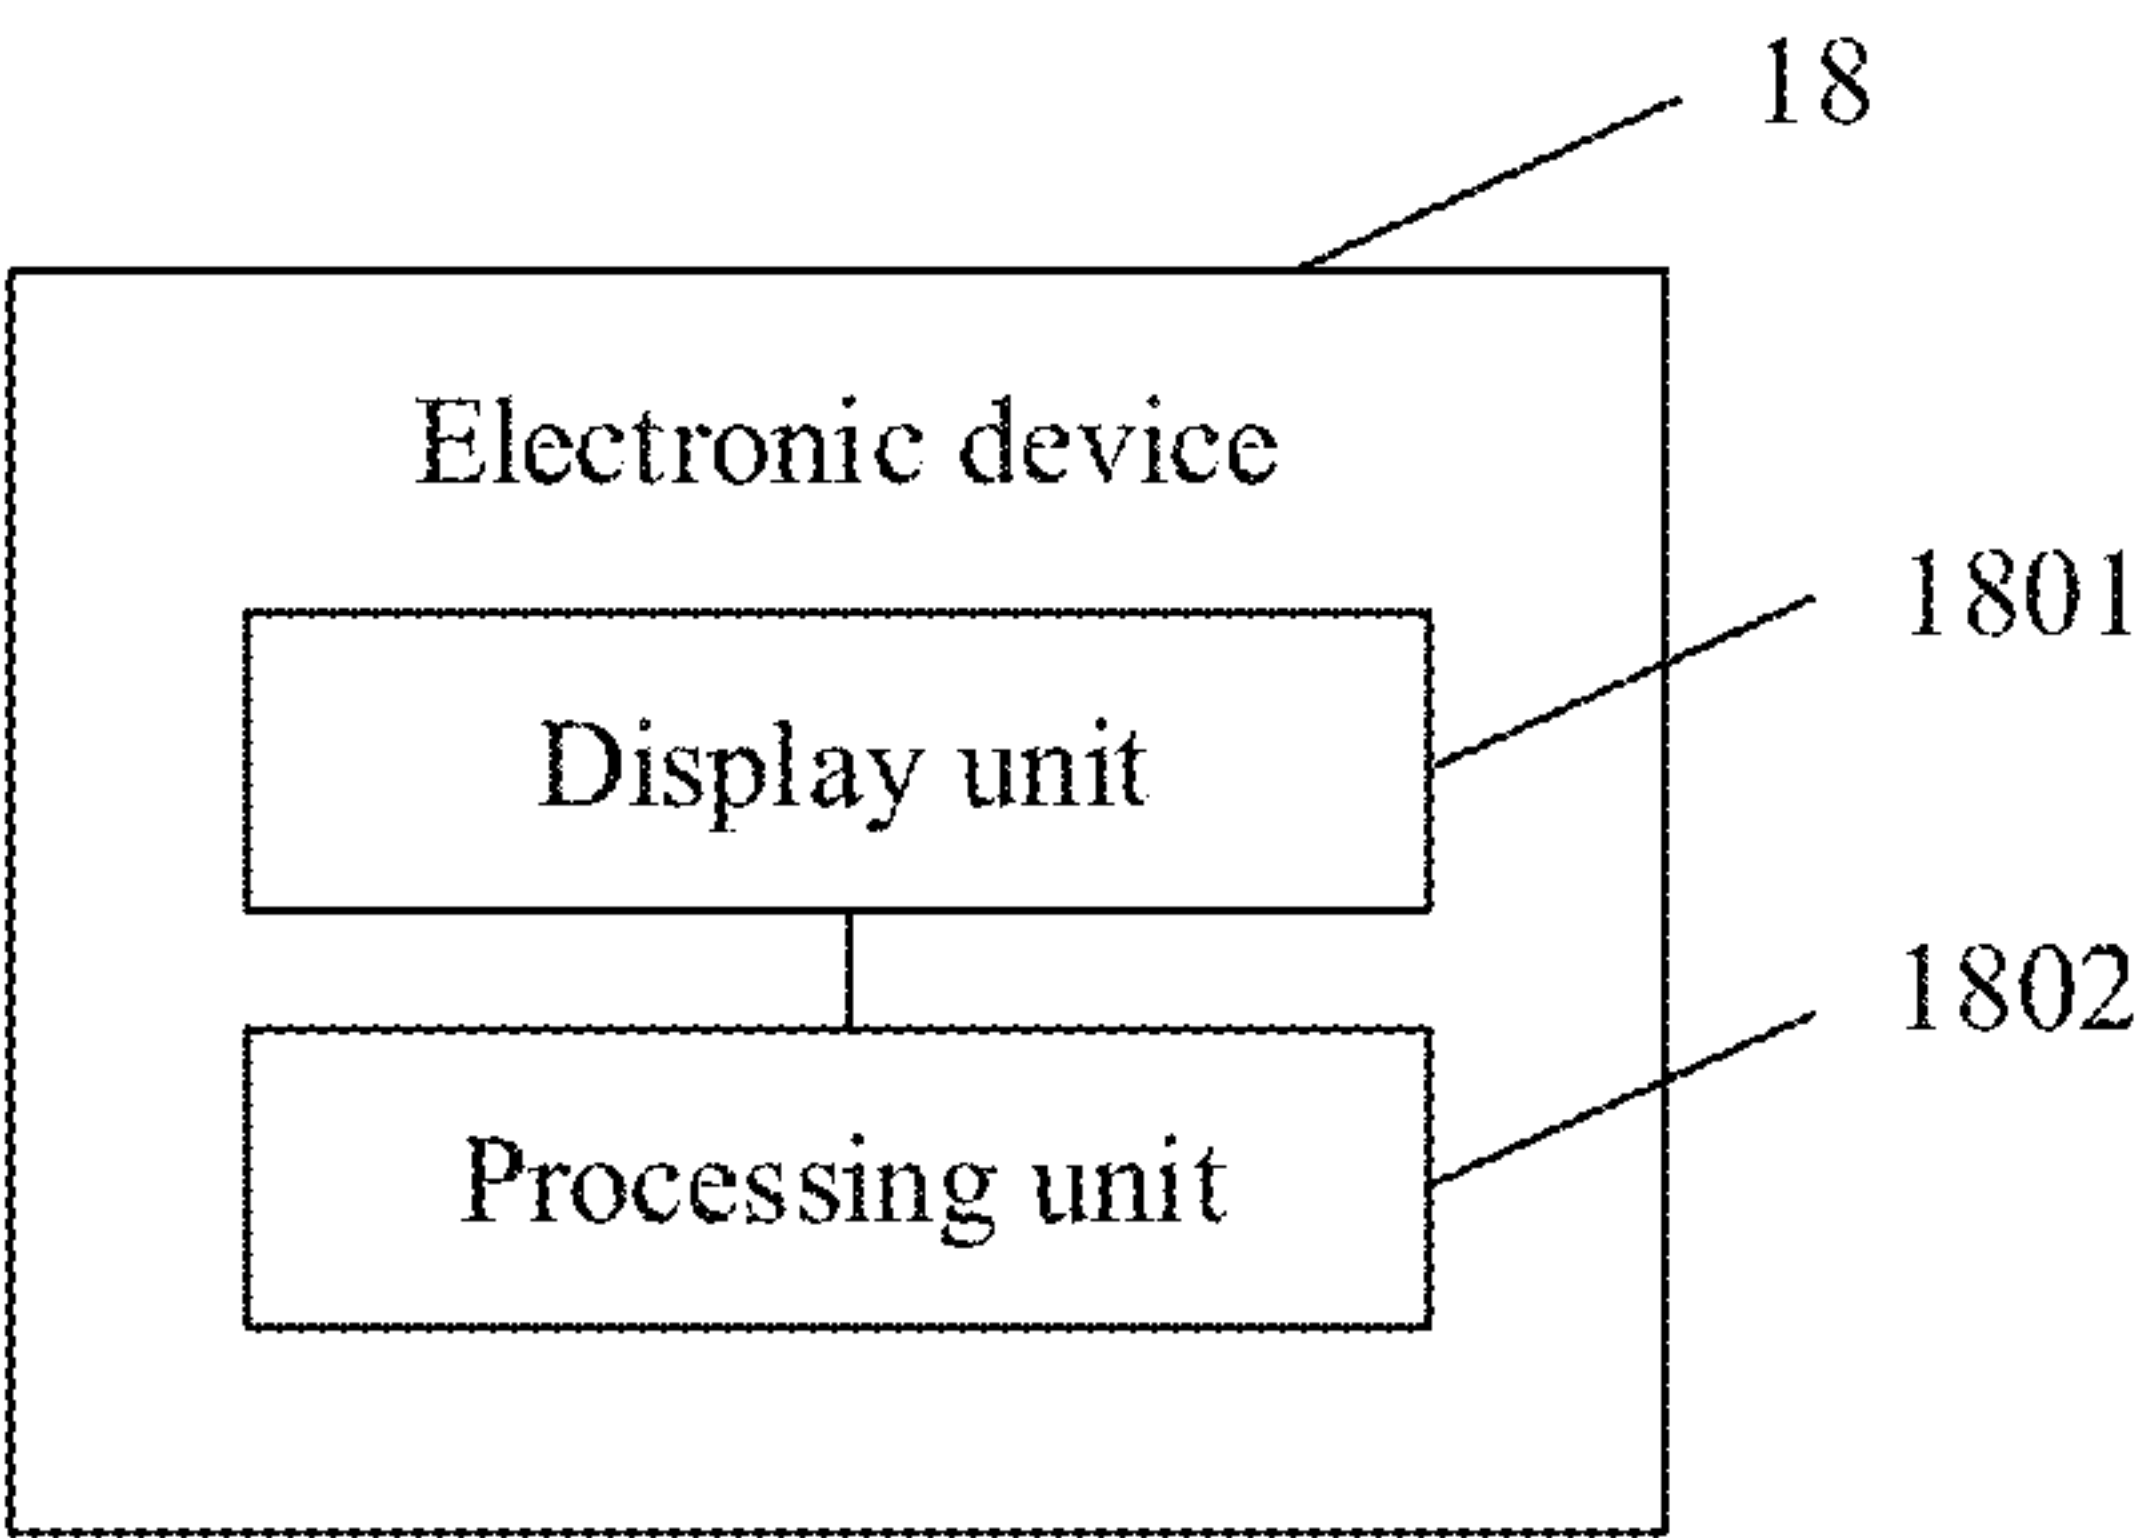 18
Electronic device
1801
Display unit
1802
Processing unit